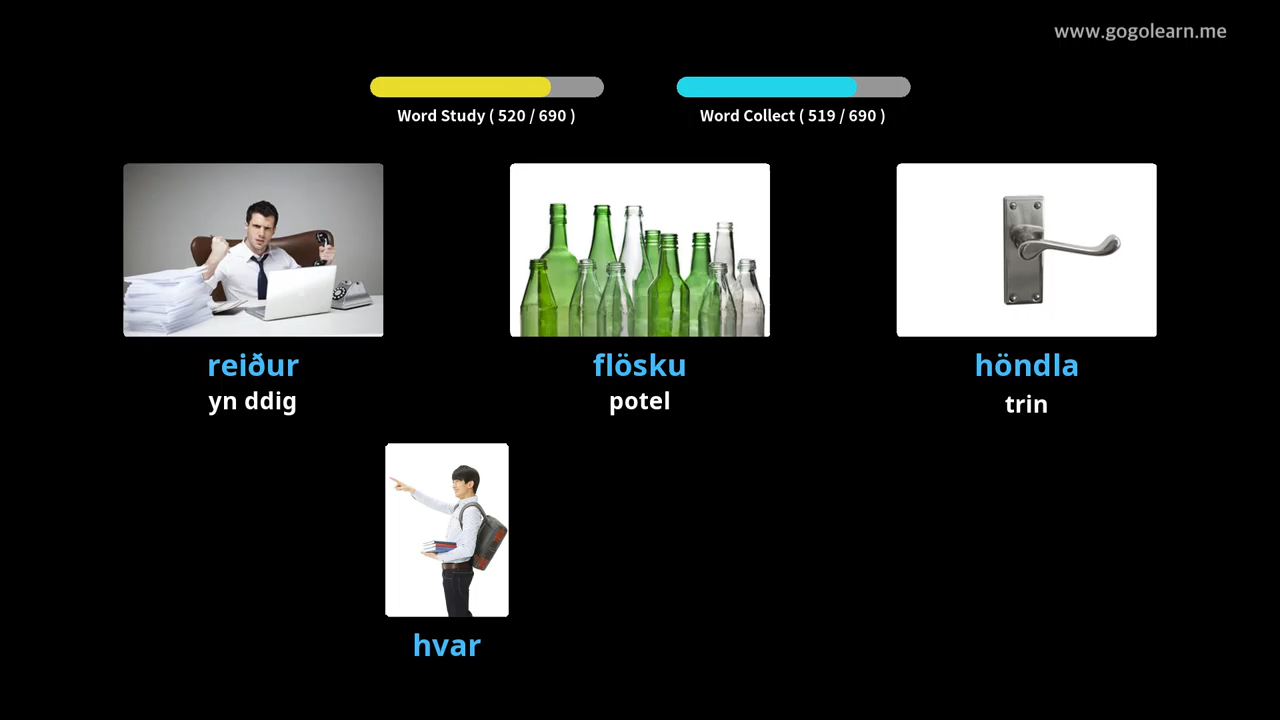 www.gogolearn.me
Word Study ( 520 / 690 )
Word Collect ( 519 / 690 )
reiður
flösku
höndla
yn ddig
potel
trin
hvar